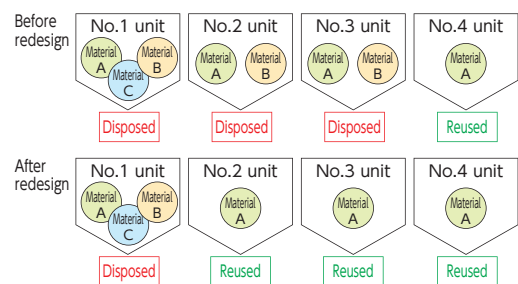 Before
redesign
No.1 unit
Material
A
Material
B
Material
C
Disposed
No.2 unit
Material
A
Material
B
Disposed
No.3 unit
Material
A
Material
B
Disposed
No.4 unit
Material
A
Reused
After
redesign
No.1 unit
Material
A
Material
B
Material
C
Disposed
No.2 unit
Material
A
Reused
No.3 unit
Material
A
Reused
No.4 unit
Material
A
Reused